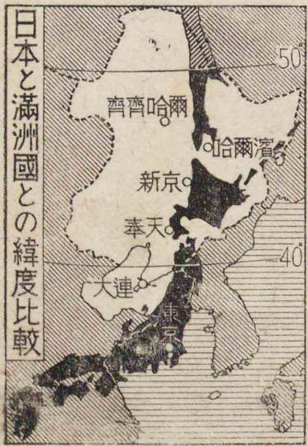 日本と滿洲國との緯度比較
50
齊齊哈爾
哈爾濱
新京
奉天
40
大連
東京